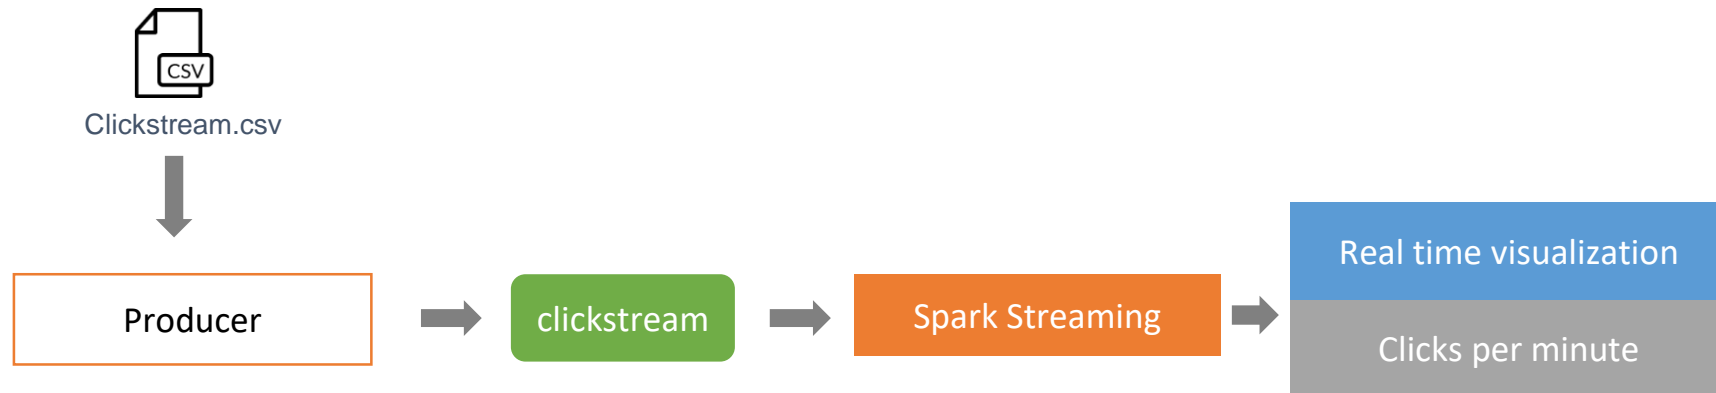 CSV
Clickstream.csv
Producer
clickstream
Spark Streaming
Real time visualization
Clicks per minute